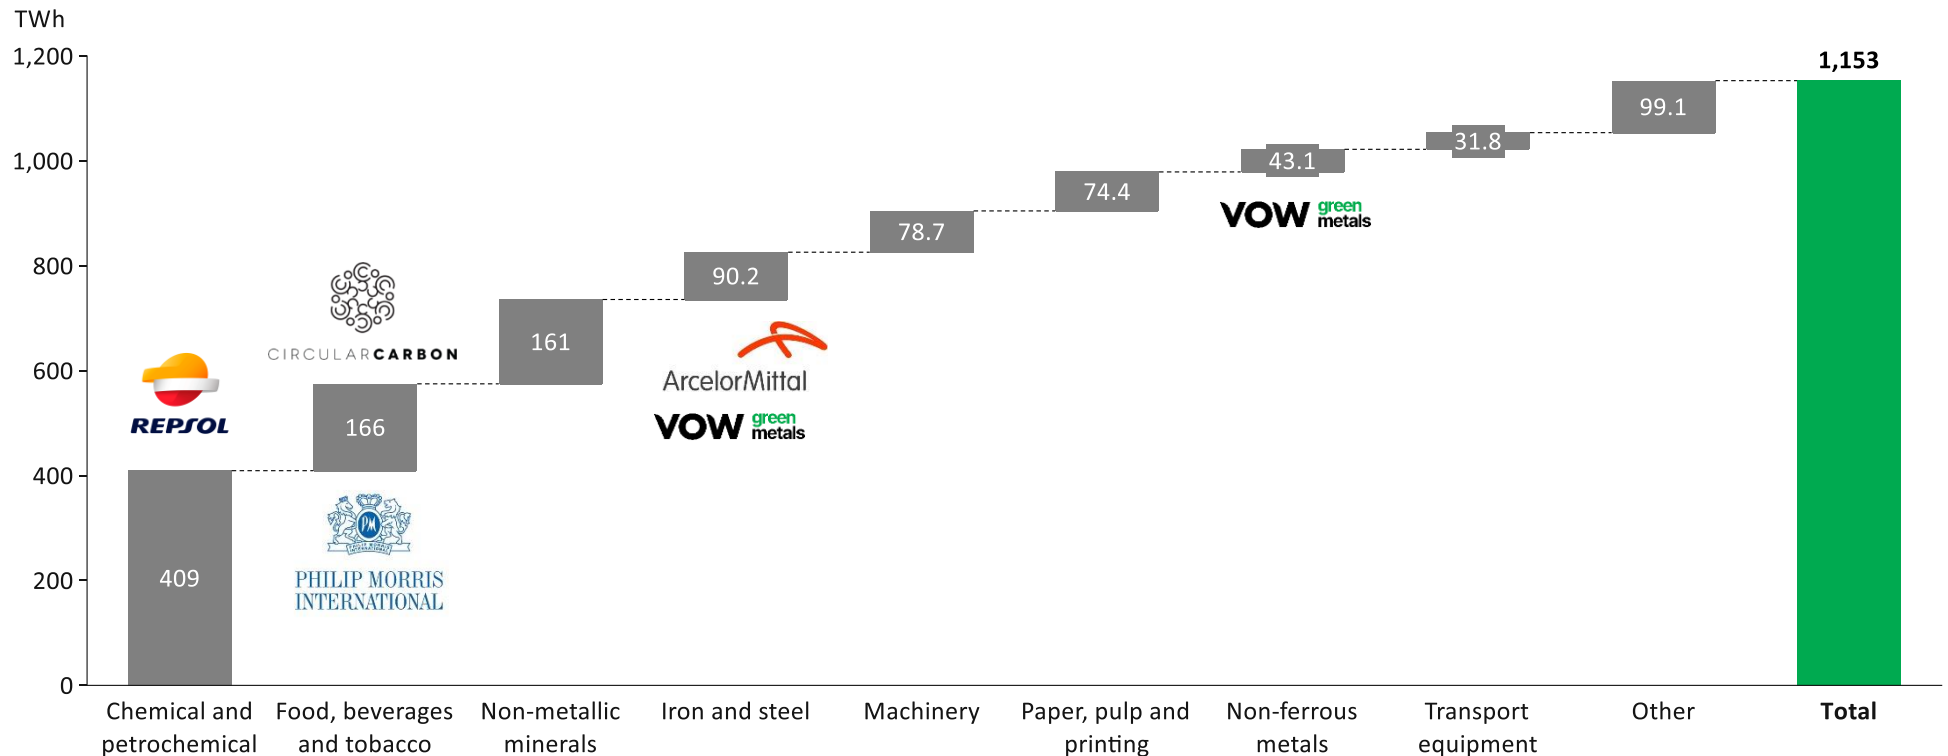 TWh
1,200
1,000
800
600
400
200
0
409
166
161
90.2
78.7
74.4
43.1
31.8
99.1
1,153
REPSOL
CIRCULARCARBON
PM
PHILIP MORRIS
INTERNATIONAL
ArcelorMittal
VOW green
metals
VOW green
metals
Chemical and
petrochemical
Food, beverages
and tobacco
Non-metallic
minerals
Iron and steel
Machinery
Paper, pulp and
printing
Non-ferrous
metals
Transport
equipment
Other
Total